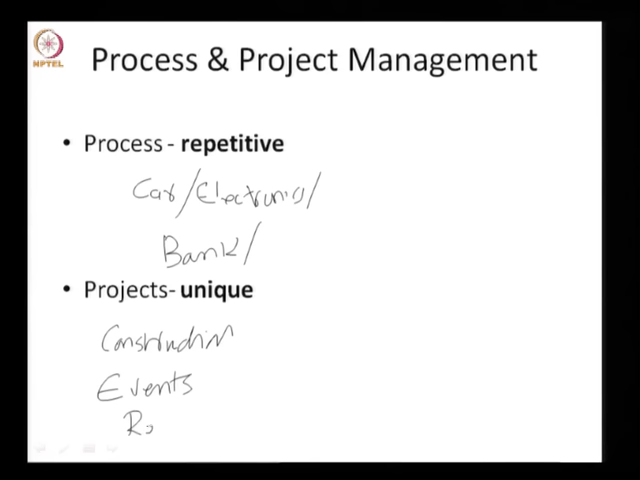 NPTEL
Process & Project Management
• Process - repetitive
Car/Electronics/
Bank/
• Projects- unique
Construction
Events
R